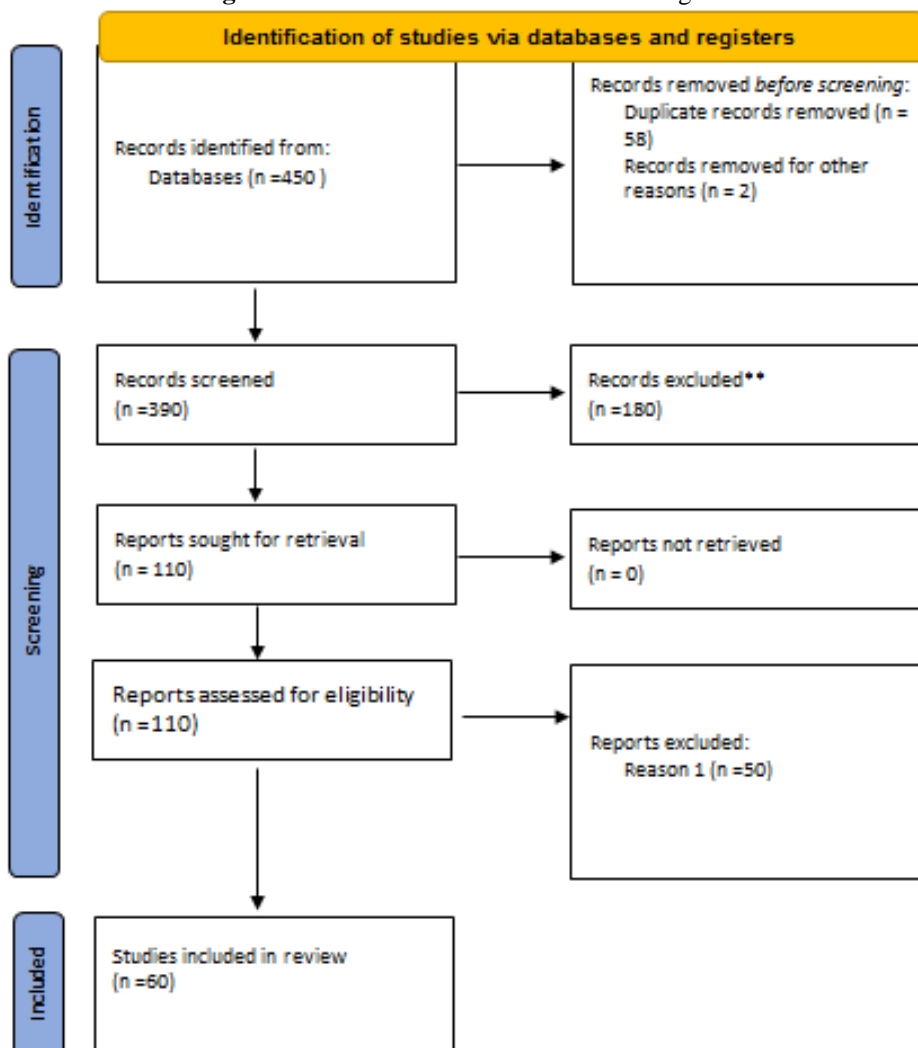 Identification of studies via databases and registers
Identification
Records identified from:
Databases (n =450 )
Records removed before screening:
Duplicate records removed (n =
58)
Records removed for other
reasons (n = 2)
Screening
Records screened
(n =390)
Records excluded**
(n =180)
Reports sought for retrieval
(n = 110)
Reports not retrieved
(n = 0)
Reports assessed for eligibility
(n =110)
Reports excluded:
Reason 1 (n =50)
Included
Studies included in review
(n =60)